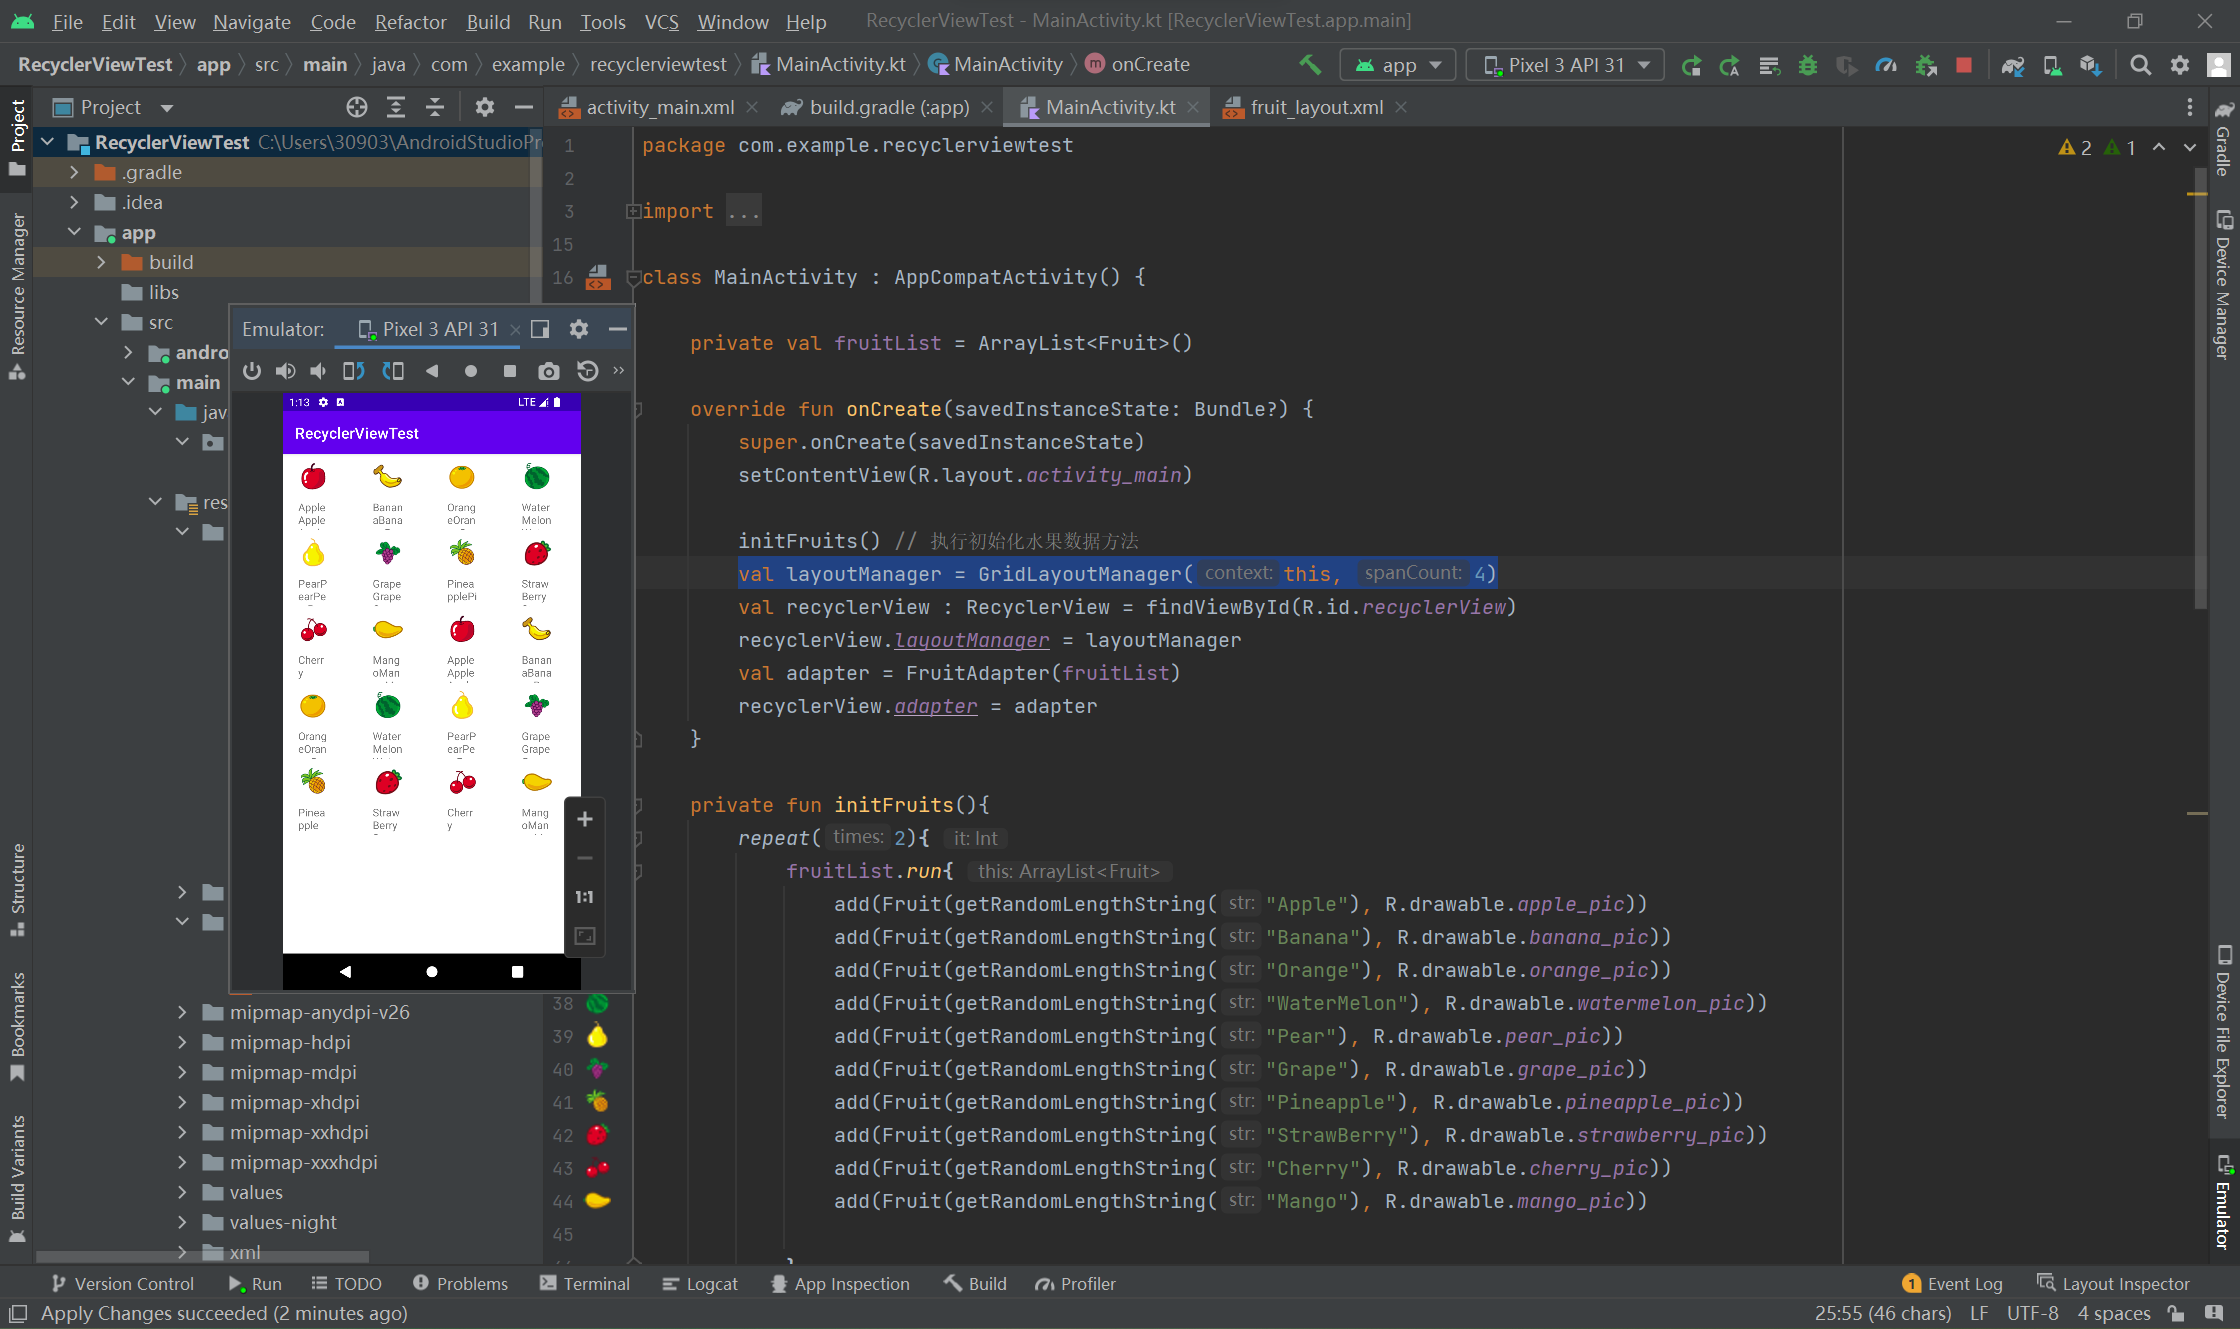 File Edit View Navigate Code Refactor Build Run Tools VCS Window Help RecyclerViewTest - MainActivity.kt [RecyclerViewTest.app.main]
RecyclerViewTest app src main java com example recyclerviewtest MainActivity.kt MainActivity onCreate app Pixel 3 API 31
Project
activity_main.xml build.gradle (:app) MainActivity.kt fruit_layout.xml
Project
Resource Manager
Structure
Bookmarks
Build Variants
RecyclerViewTest C:\Users\30903\AndroidStudioPr
.gradle
.idea
app
build
libs
src
andro
main
jav
res
mipmap-anydpi-v26
mipmap-hdpi
mipmap-mdpi
mipmap-xhdpi
mipmap-xxhdpi
mipmap-xxxhdpi
values
values-night
xml
Emulator: Pixel 3 API 31
1:13 LTE
RecyclerViewTest
Apple Banan Orang Water
Apple aBana eOran Melon
PearP Grape Pinea Straw
earPe Grape pplePi Berry
Cherr Mang Apple Banan
y oMan Apple aBana
Orang Water PearP Grape
eOran Melon earPe Grape
Pinea Straw Cherr Mang
pple Berry y oMan
1:1
1 package com.example.recyclerviewtest
2
3 import ...
15
16 class MainActivity : AppCompatActivity() {
private val fruitList = ArrayList<Fruit>()
override fun onCreate(savedInstanceState: Bundle?) {
super.onCreate(savedInstanceState)
setContentView(R.layout.activity_main)
initFruits() // 执行初始化水果数据方法
val layoutManager = GridLayoutManager( context: this, spanCount: 4)
val recyclerView : RecyclerView = findViewById(R.id.recyclerView)
recyclerView.layoutManager = layoutManager
val adapter = FruitAdapter(fruitList)
recyclerView.adapter = adapter
}
private fun initFruits(){
repeat( times: 2){ it: Int
fruitList.run{ this: ArrayList<Fruit>
add(Fruit(getRandomLengthString( str: "Apple"), R.drawable.apple_pic))
add(Fruit(getRandomLengthString( str: "Banana"), R.drawable.banana_pic))
add(Fruit(getRandomLengthString( str: "Orange"), R.drawable.orange_pic))
38 add(Fruit(getRandomLengthString( str: "WaterMelon"), R.drawable.watermelon_pic))
39 add(Fruit(getRandomLengthString( str: "Pear"), R.drawable.pear_pic))
40 add(Fruit(getRandomLengthString( str: "Grape"), R.drawable.grape_pic))
41 add(Fruit(getRandomLengthString( str: "Pineapple"), R.drawable.pineapple_pic))
42 add(Fruit(getRandomLengthString( str: "StrawBerry"), R.drawable.strawberry_pic))
43 add(Fruit(getRandomLengthString( str: "Cherry"), R.drawable.cherry_pic))
44 add(Fruit(getRandomLengthString( str: "Mango"), R.drawable.mango_pic))
45
2 1
Gradle
Device Manager
Device File Explorer
Emulator
Version Control Run TODO Problems Terminal Logcat App Inspection Build Profiler 1 Event Log Layout Inspector
Apply Changes succeeded (2 minutes ago) 25:55 (46 chars) LF UTF-8 4 spaces